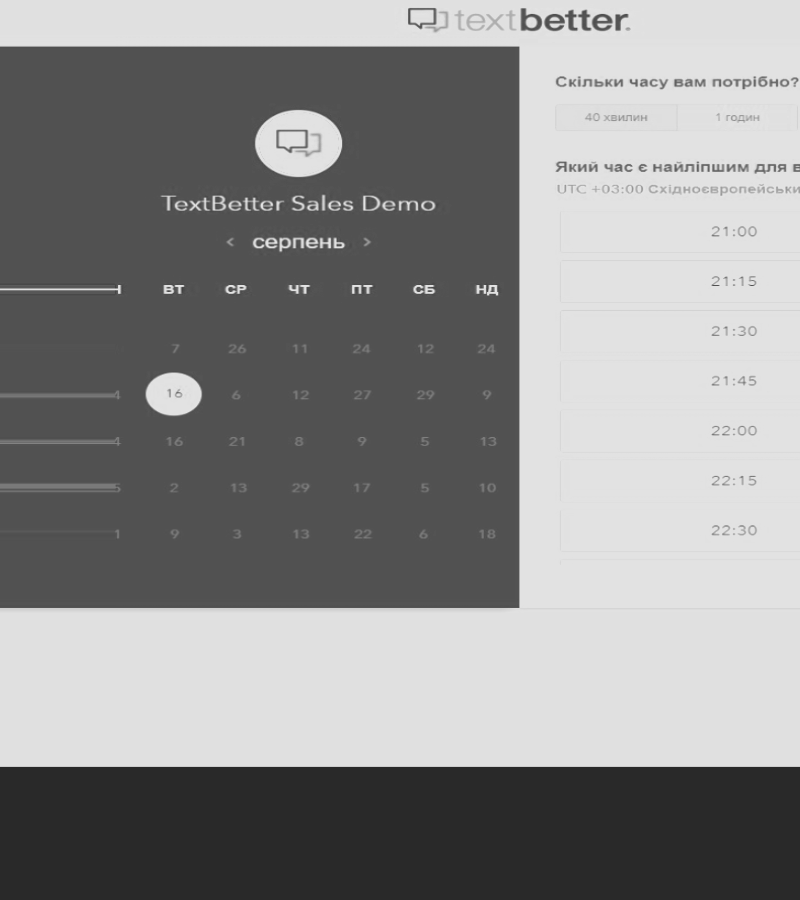 textbetter.
TextBetter Sales Demo
< серпень >
ВТ СР ЧТ ПТ СБ НД
7 26 11 24 12 24
4 16 6 12 27 29 9
4 16 21 8 9 5 13
5 2 13 29 17 5 10
1 9 3 13 22 6 18
Скільки часу вам потрібно?
40 хвилин 1 годин
Який час є найліпшим для в
UTC +03:00 Східноєвропейськи
21:00
21:15
21:30
21:45
22:00
22:15
22:30